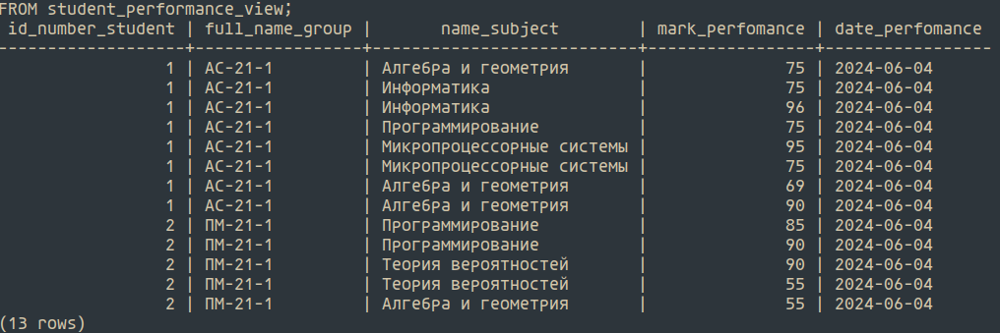 FROM student_performance_view;
 id_number_student | full_name_group |       name_subject        | mark_perfomance | date_perfomance
-------------------+-----------------+---------------------------+-----------------+-----------------
                 1 | АС-21-1         | Алгебра и геометрия       |              75 | 2024-06-04
                 1 | АС-21-1         | Информатика               |              75 | 2024-06-04
                 1 | АС-21-1         | Информатика               |              96 | 2024-06-04
                 1 | АС-21-1         | Программирование          |              75 | 2024-06-04
                 1 | АС-21-1         | Микропроцессорные системы |              95 | 2024-06-04
                 1 | АС-21-1         | Микропроцессорные системы |              75 | 2024-06-04
                 1 | АС-21-1         | Алгебра и геометрия       |              69 | 2024-06-04
                 1 | АС-21-1         | Алгебра и геометрия       |              90 | 2024-06-04
                 2 | ПМ-21-1         | Программирование          |              85 | 2024-06-04
                 2 | ПМ-21-1         | Программирование          |              90 | 2024-06-04
                 2 | ПМ-21-1         | Теория вероятностей       |              90 | 2024-06-04
                 2 | ПМ-21-1         | Теория вероятностей       |              55 | 2024-06-04
                 2 | ПМ-21-1         | Алгебра и геометрия       |              55 | 2024-06-04
(13 rows)